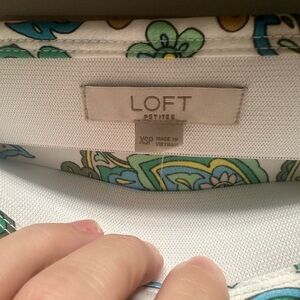 LOFT
PETITES
XSP MADE IN
VIETNAM